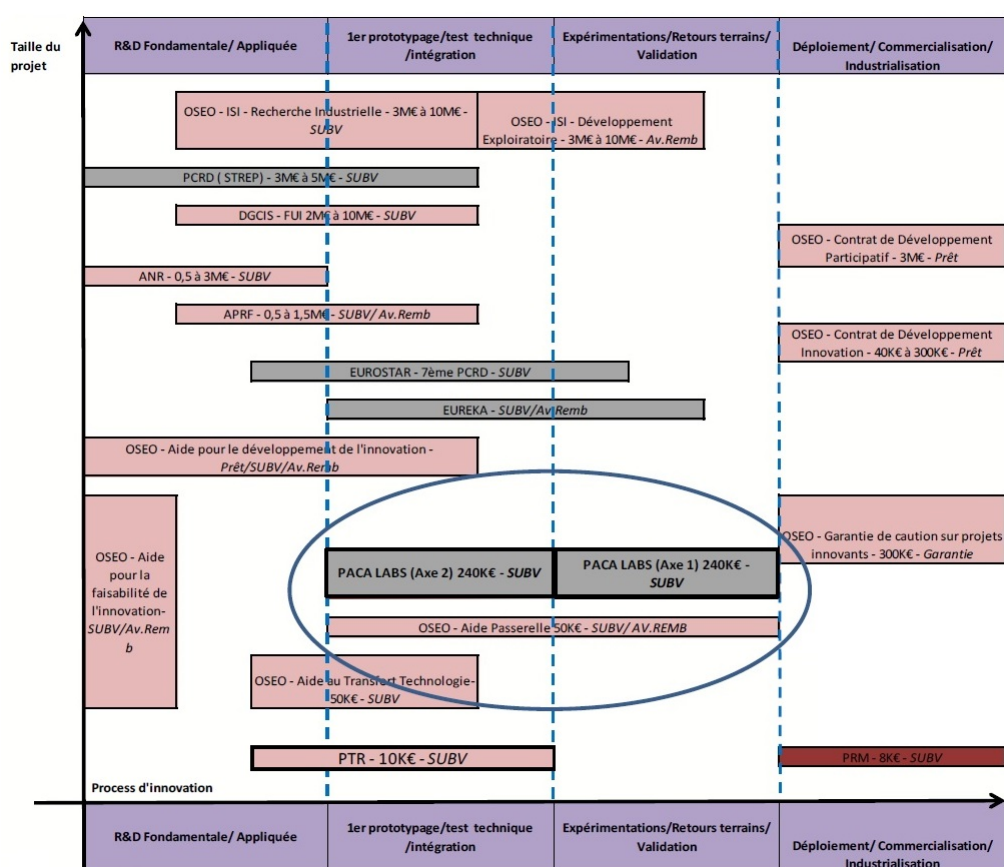 Taille du
projet
R&D Fondamentale/ Appliquée
1er prototypage/test technique
/intégration
Expérimentations/Retours terrains/
Validation
Déploiement/ Commercialisation/
Industrialisation
OSEO - ISI - Recherche Industrielle - 3M€ à 10M€ -
SUBV
OSEO - ISI - Développement
Exploiratoire - 3M€ à 10M€ - Av.Remb
PCRD ( STREP) - 3M€ à 5M€ - SUBV
DGCIS - FUI 2M€ à 10M€ - SUBV
OSEO - Contrat de Développement
Participatif - 3M€ - Prêt
ANR - 0,5 à 3M€ - SUBV
APRF - 0,5 à 1,5M€ - SUBV/ Av.Remb
OSEO - Contrat de Développement
Innovation - 40K€ à 300K€ - Prêt
EUROSTAR - 7ème PCRD - SUBV
EUREKA - SUBV/Av.Remb
OSEO - Aide pour le développement de l'innovation -
Prêt/SUBV/Av.Remb
OSEO - Aide
pour la
faisabilité de
l'innovation-
SUBV/Av.Rem
b
OSEO - Garantie de caution sur projets
innovants - 300K€ - Garantie
PACA LABS (Axe 2) 240K€ - SUBV
PACA LABS (Axe 1) 240K€ -
SUBV
OSEO - Aide Passerelle 50K€ - SUBV/ AV.REMB
OSEO - Aide au Transfort Technologie-
50K€ - SUBV
PTR - 10K€ - SUBV
PRM - 8K€ - SUBV
Process d'innovation
R&D Fondamentale/ Appliquée
1er prototypage/test technique
/intégration
Expérimentations/Retours terrains/
Validation
Déploiement/ Commercialisation/
Industrialisation